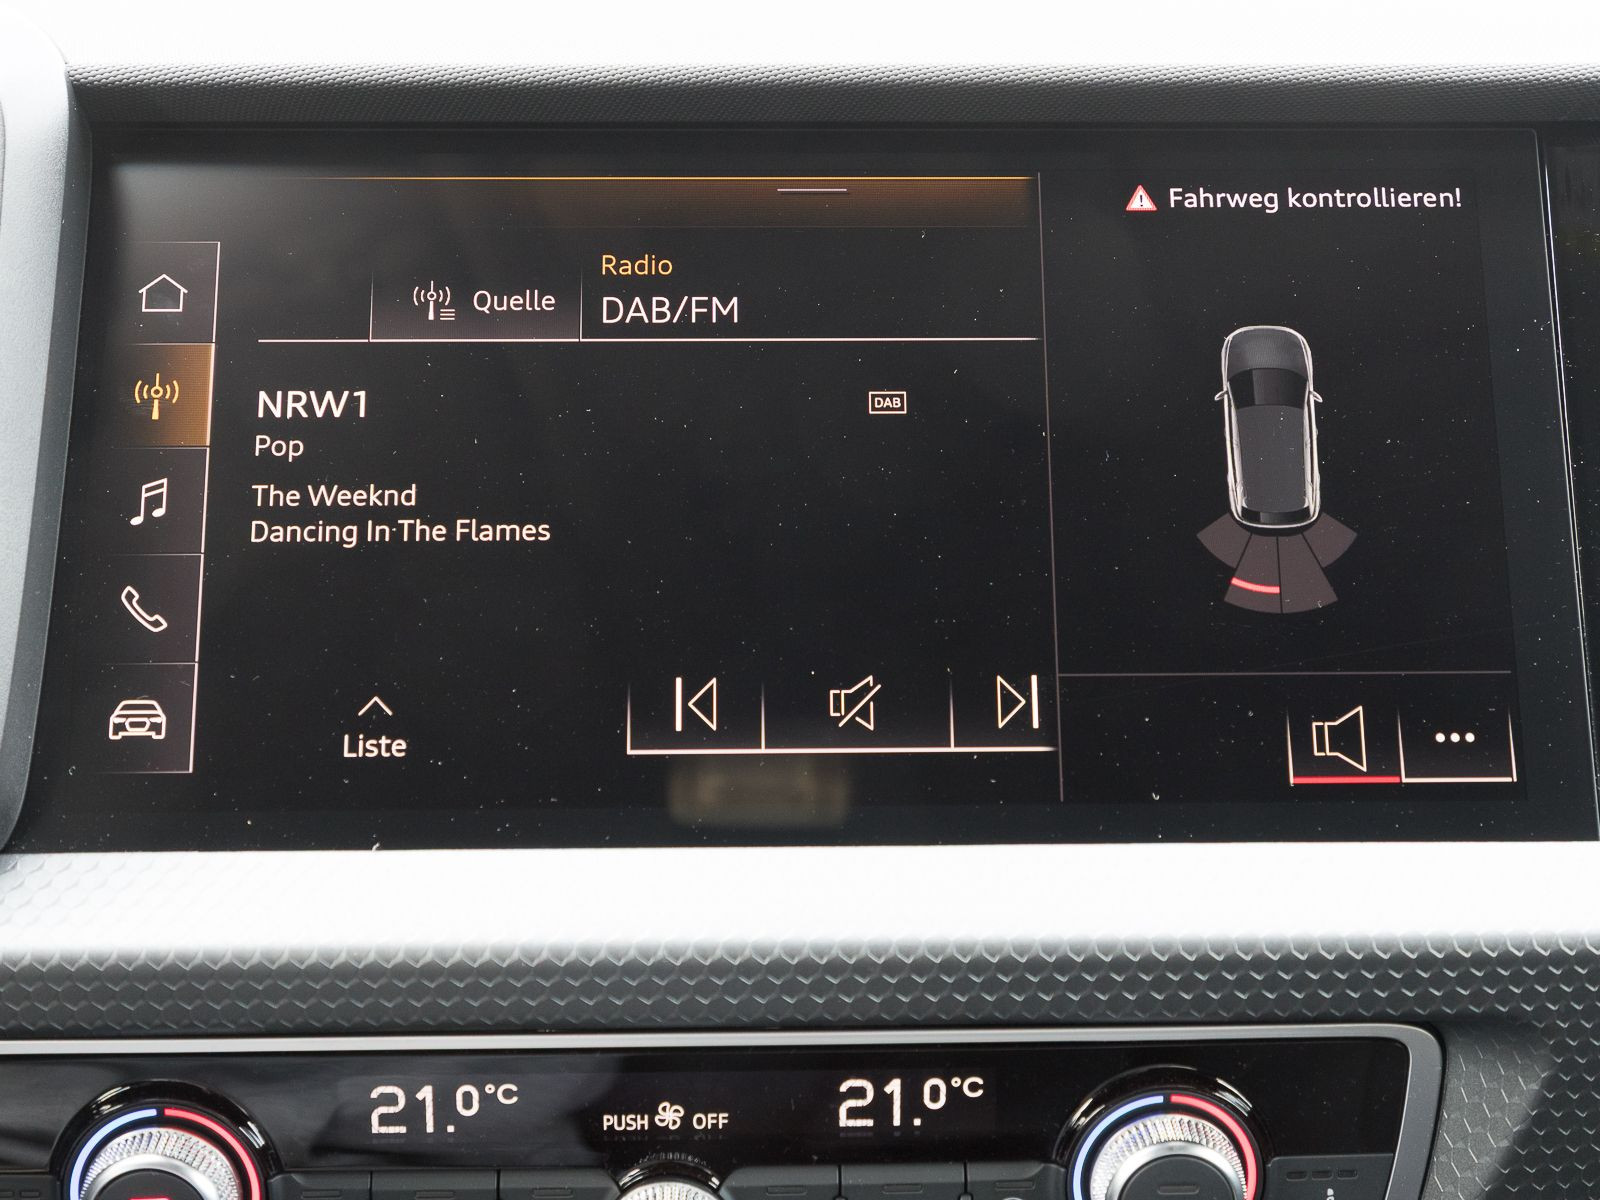 Fahrweg kontrollieren!
Radio
Quelle
DAB/FM
NRW1
DAB
Pop
The Weeknd
Dancing In The Flames
Liste
21.0°C
PUSH OFF
21.0°C